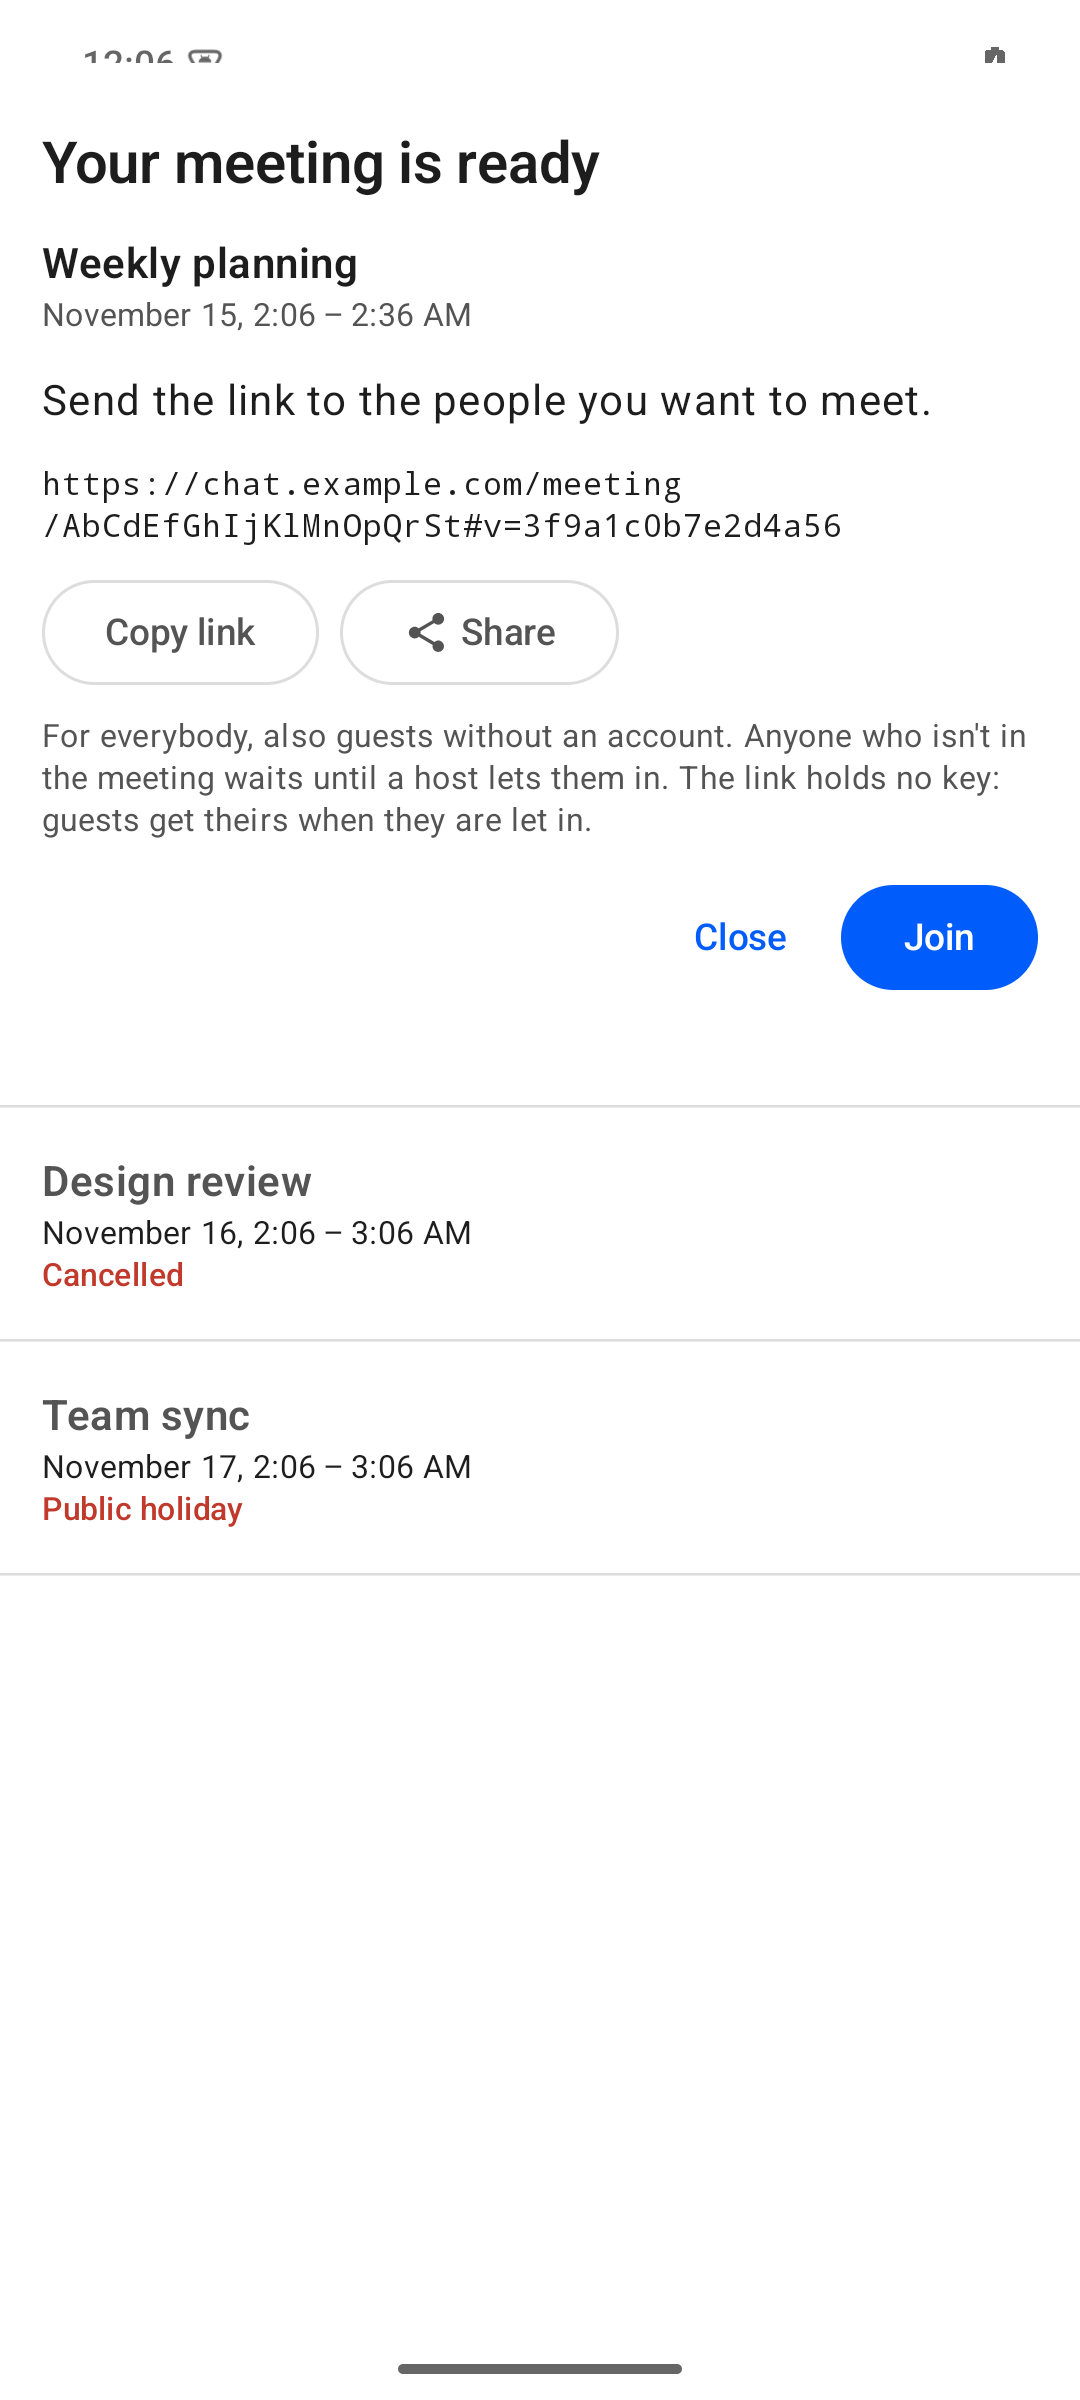 12:06
Your meeting is ready
Weekly planning
November 15, 2:06 – 2:36 AM
Send the link to the people you want to meet.
https://chat.example.com/meeting
/AbCdEfGhIjKlMnOpQrSt#v=3f9a1c0b7e2d4a56
Copy link
Share
For everybody, also guests without an account. Anyone who isn't in
the meeting waits until a host lets them in. The link holds no key:
guests get theirs when they are let in.
Close
Join
Design review
November 16, 2:06 – 3:06 AM
Cancelled
Team sync
November 17, 2:06 – 3:06 AM
Public holiday